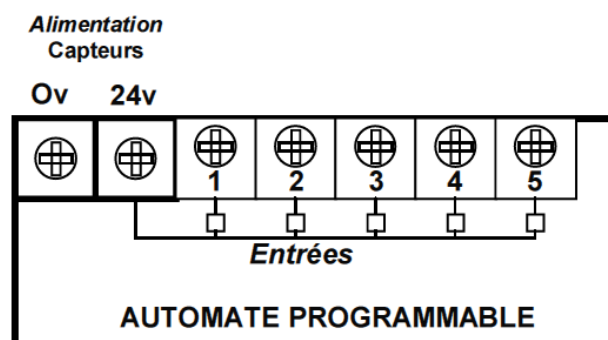 Alimentation
Capteurs
Ov 24v
1 2 3 4 5
Entrées
AUTOMATE PROGRAMMABLE